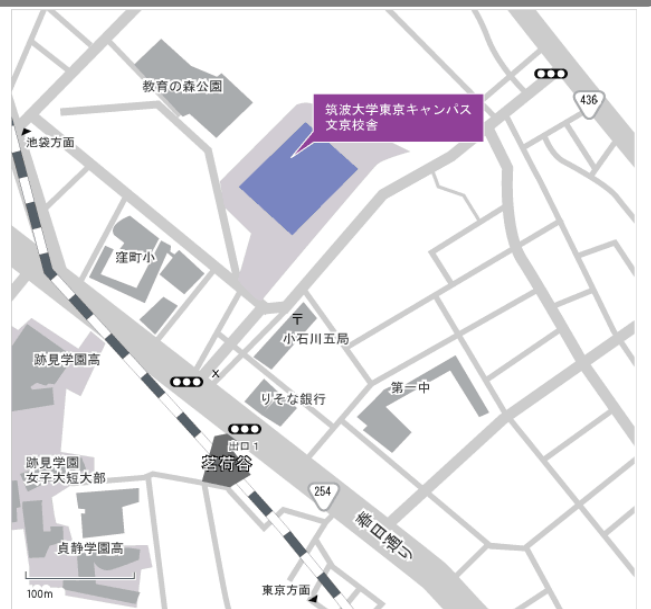 教育の森公園
筑波大学東京キャンパス
文京校舎
436
池袋方面
窪町小
〒
小石川五局
跡見学園高
X
りそな銀行
第一中
出口1
茗荷谷
跡見学園
女子大短大部
254
春日通り
貞静学園高
100m
東京方面